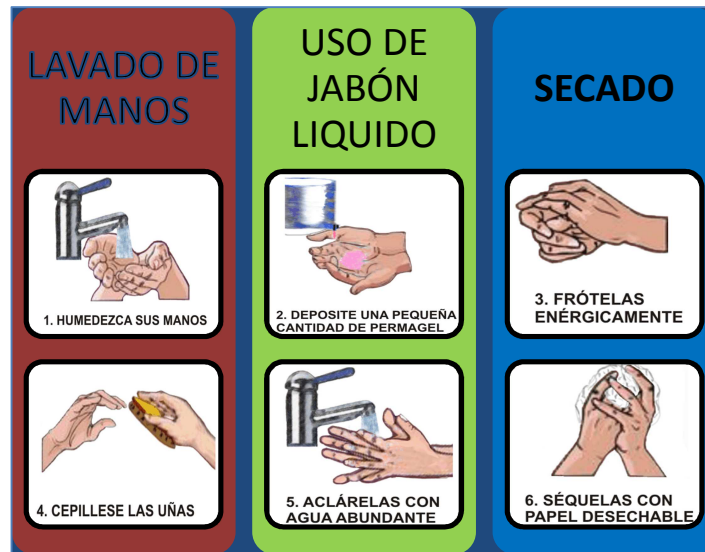 LAVADO DE
MANOS
USO DE
JABÓN
LIQUIDO
SECADO
1. HUMEDEZCA SUS MANOS
2. DEPOSITE UNA PEQUEÑA
CANTIDAD DE PERMAGEL
3. FRÓTELAS
ENÉRGICAMENTE
4. CEPILLESE LAS UÑAS
5. ACLÁRELAS CON
AGUA ABUNDANTE
6. SÉQUELAS CON
PAPEL DESECHABLE